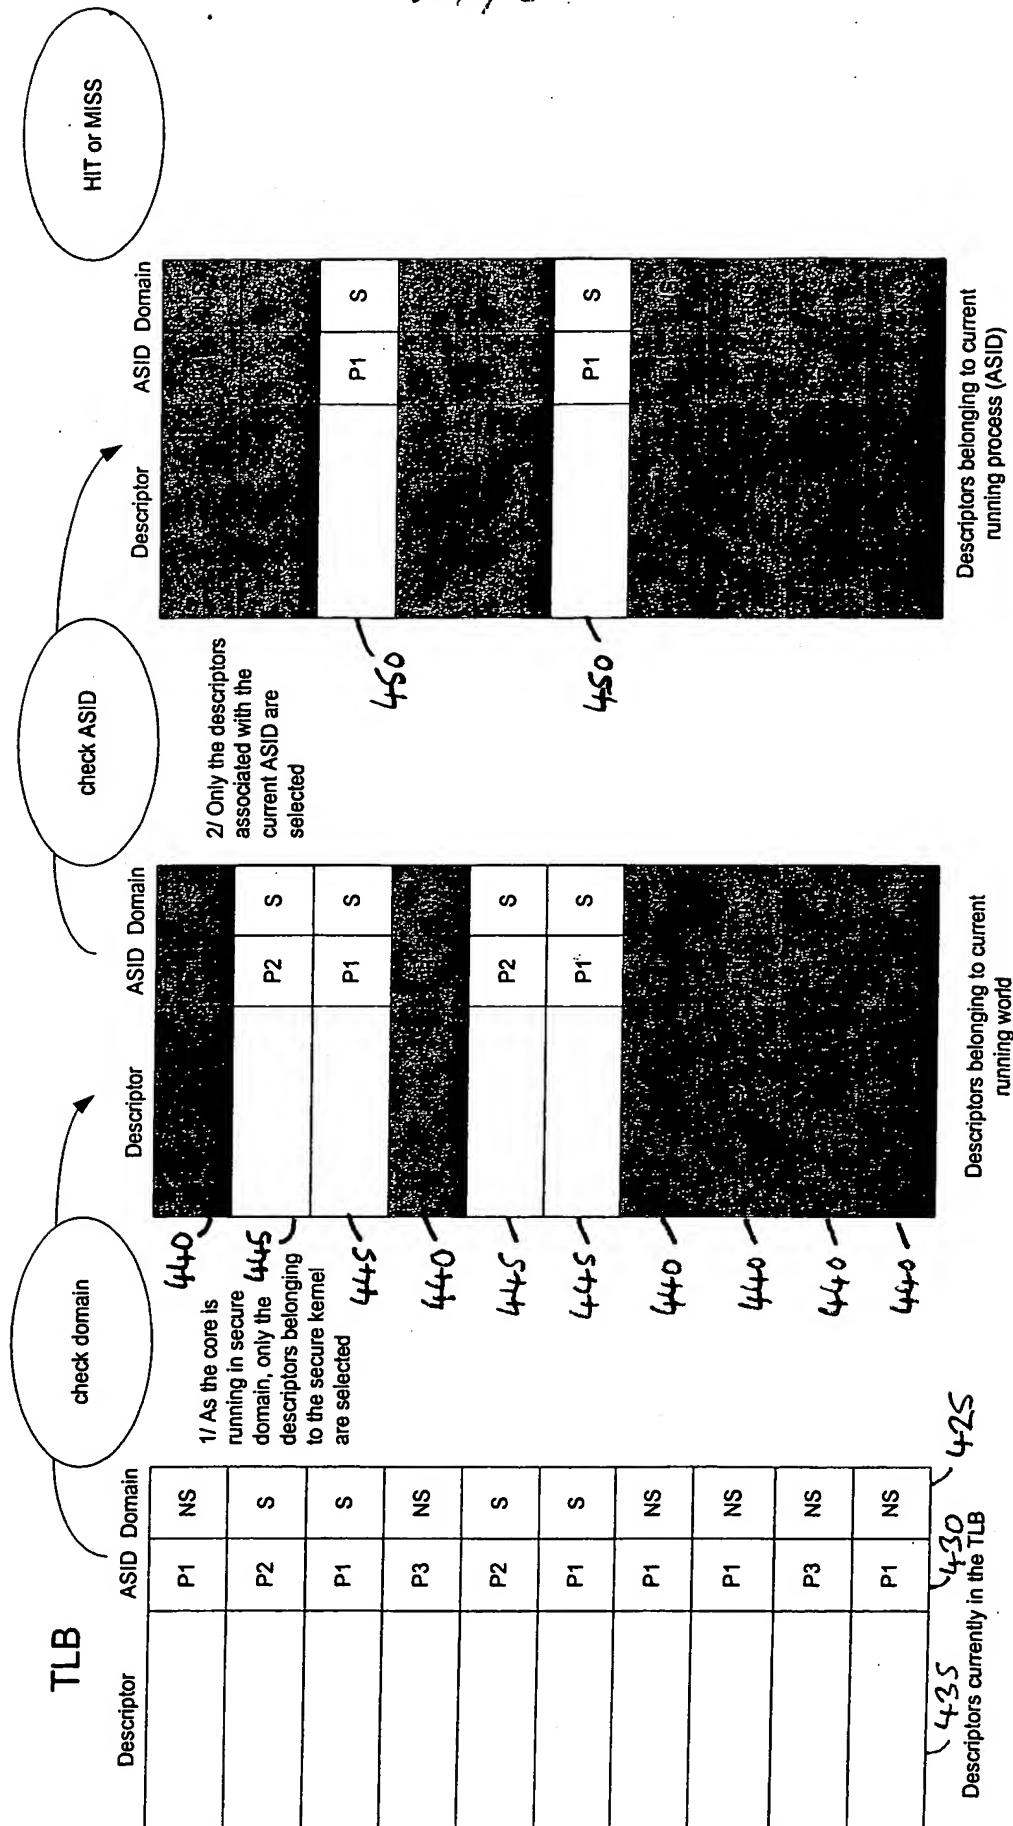 TLB
check domain
check ASID
HIT or MISS
Descriptor ASID Domain
P1 NS
P2 S
P1 S
P3 NS
P2 S
P1 S
P1 NS
P1 NS
P3 NS
P1 NS
435
430
425
Descriptors currently in the TLB
1/ As the core is
running in secure
domain, only the
descriptors belonging
to the secure kernel
are selected
Descriptor ASID Domain
440
445 P2 S
445 P1 S
440
445 P2 S
445 P1 S
440
440
440
440
Descriptors belonging to current
running world
2/ Only the descriptors
associated with the
current ASID are
selected
Descriptor ASID Domain
450 P1 S
450 P1 S
Descriptors belonging to current
running process (ASID)